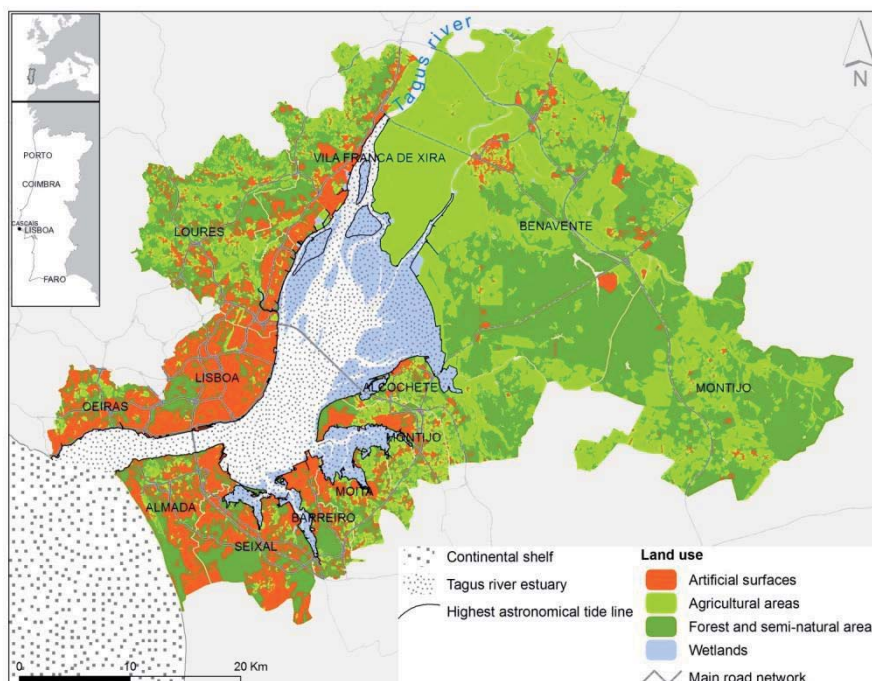 Tagus river
N
PORTO
COIMBRA
CASCAIS
LISBOA
FARO
VILA FRANCA DE XIRA
LOURES
BENAVENTE
LISBOA
OEIRAS
ALCOCHETE
MONTIJO
MONTIJO
MOITA
ALMADA
BARREIRO
SEIXAL
Continental shelf
Tagus river estuary
Highest astronomical tide line
Land use
Artificial surfaces
Agricultural areas
Forest and semi-natural area
Wetlands
Main road network
0 10 20 Km